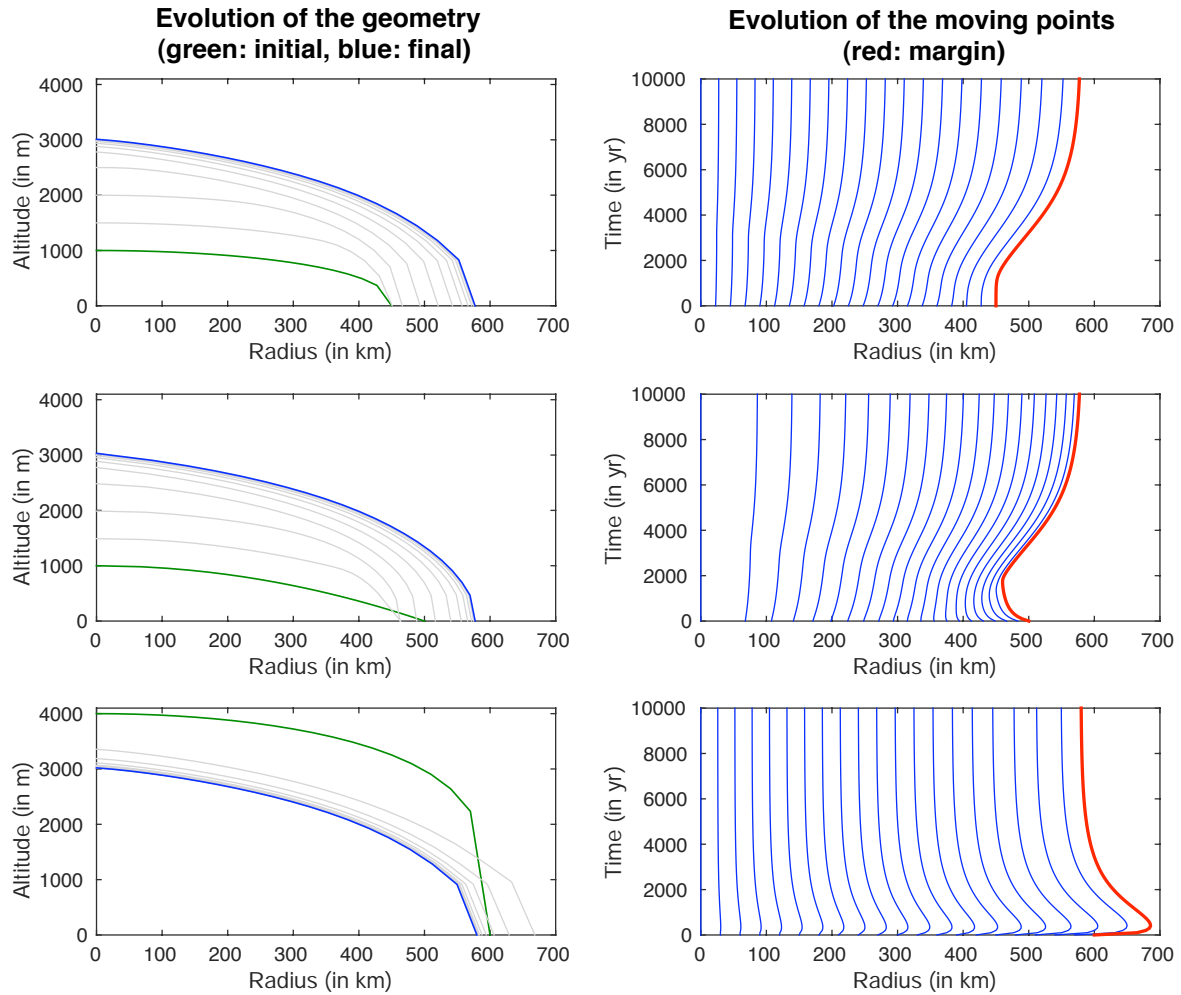 Evolution of the geometry
(green: initial, blue: final)
Evolution of the moving points
(red: margin)
Altitude (in m)
4000
3000
2000
1000
0
0 100 200 300 400 500 600 700
Radius (in km)
Time (in yr)
10000
8000
6000
4000
2000
0
0 100 200 300 400 500 600 700
Radius (in km)
Altitude (in m)
4000
3000
2000
1000
0
0 100 200 300 400 500 600 700
Radius (in km)
Time (in yr)
10000
8000
6000
4000
2000
0
0 100 200 300 400 500 600 700
Radius (in km)
Altitude (in m)
4000
3000
2000
1000
0
0 100 200 300 400 500 600 700
Radius (in km)
Time (in yr)
10000
8000
6000
4000
2000
0
0 100 200 300 400 500 600 700
Radius (in km)